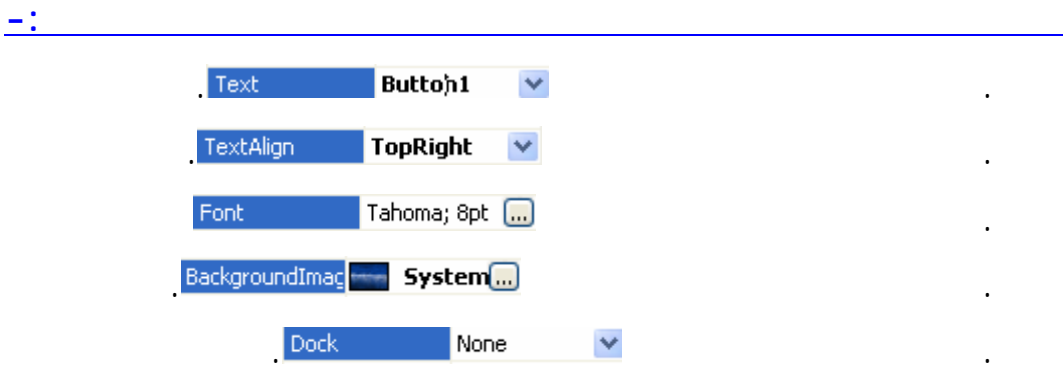 -:
. Text Button1 .
. TextAlign TopRight .
Font Tahoma; 8pt ... .
. BackgroundImag System ... .
. Dock None .